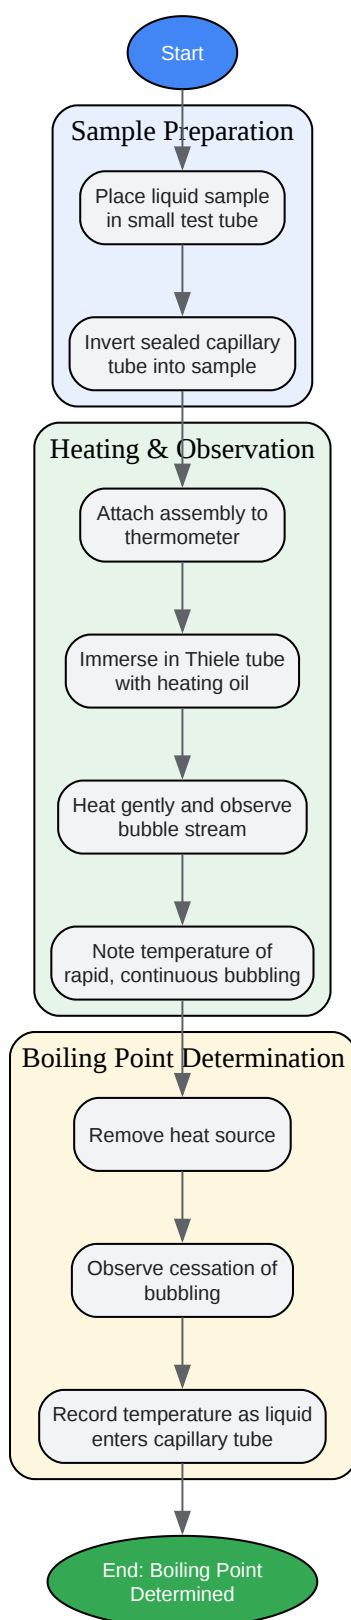 Start
Sample Preparation
Place liquid sample
in small test tube
Invert sealed capillary
tube into sample
Heating & Observation
Attach assembly to
thermometer
Immerse in Thiele tube
with heating oil
Heat gently and observe
bubble stream
Note temperature of
rapid, continuous bubbling
Boiling Point Determination
Remove heat source
Observe cessation of
bubbling
Record temperature as liquid
enters capillary tube
End: Boiling Point
Determined